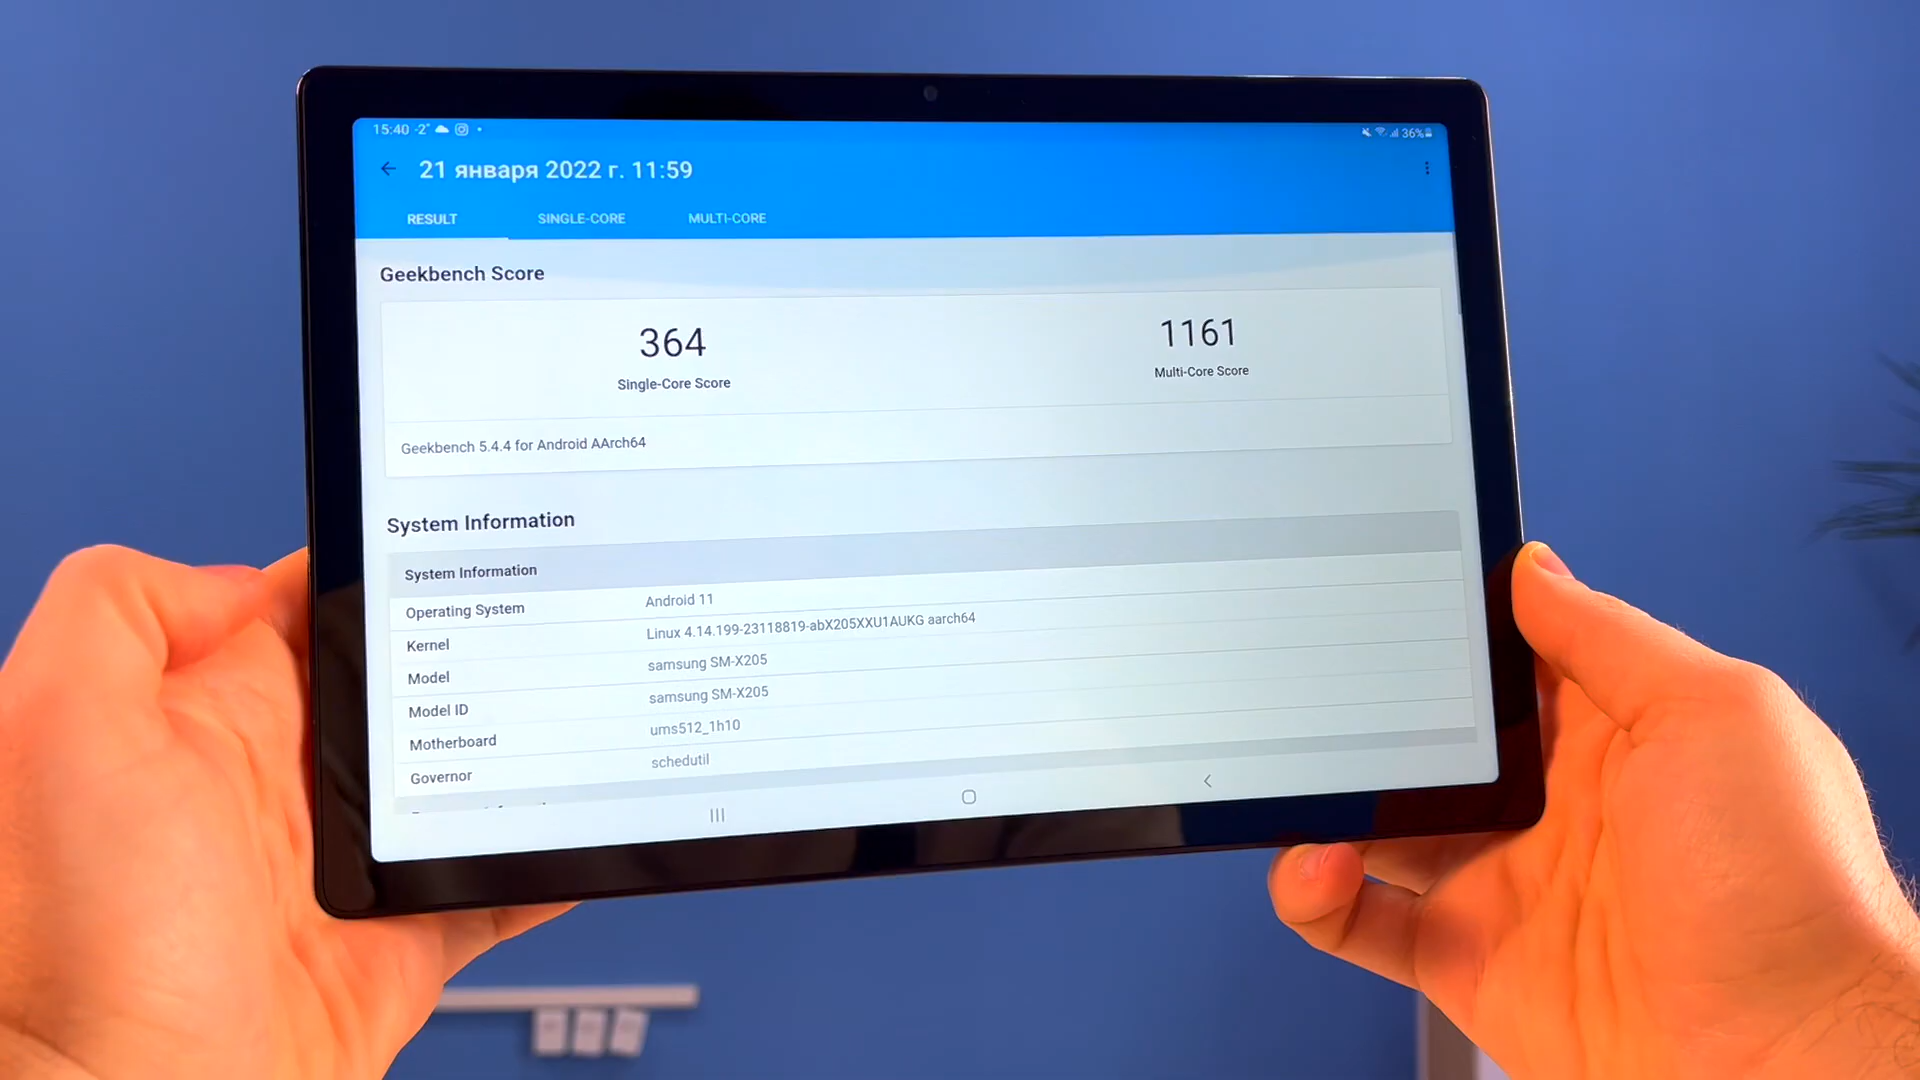 15:40 -2° 36%
21 января 2022 г. 11:59
RESULT SINGLE-CORE MULTI-CORE
Geekbench Score
364 1161
Single-Core Score Multi-Core Score
Geekbench 5.4.4 for Android AArch64
System Information
System Information
Operating System Android 11
Kernel Linux 4.14.199-23118819-abX205XXU1AUKG aarch64
Model samsung SM-X205
Model ID samsung SM-X205
Motherboard ums512_1h10
Governor schedutil